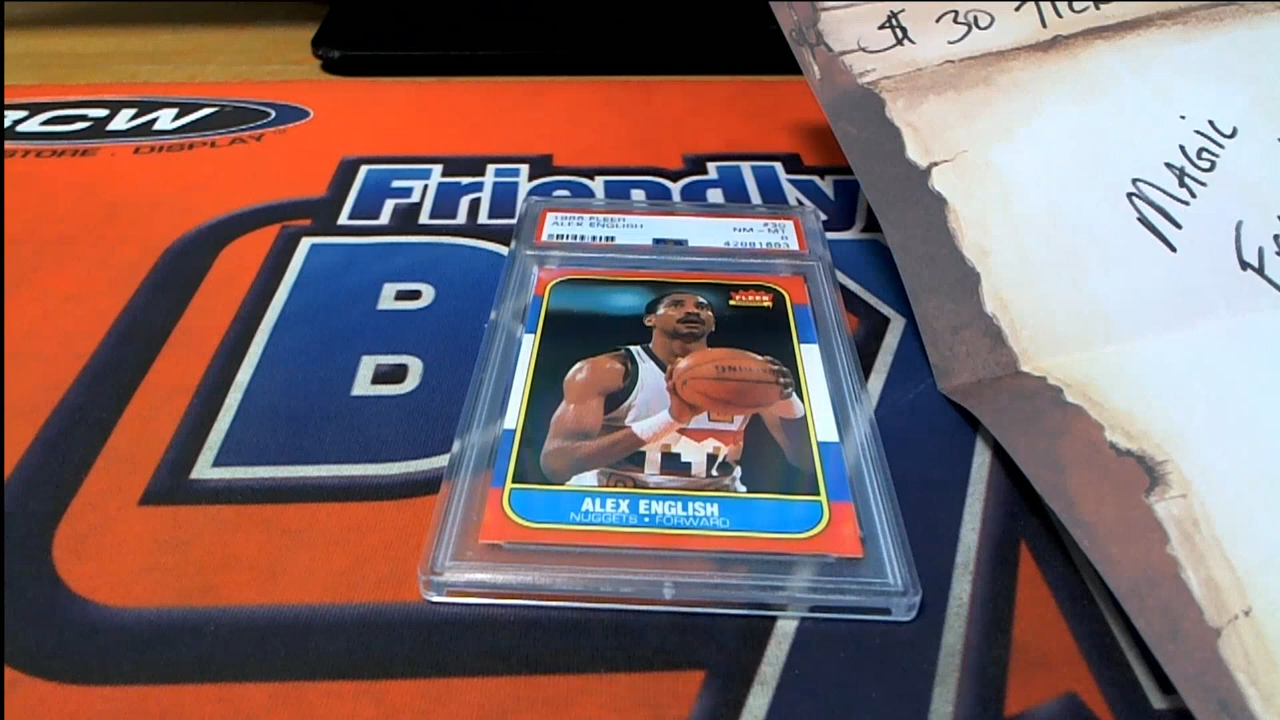 $ 30
MAGIC
BCW
STORE . DISPLAY
Friendly
1986 FLEER #30
ALEX ENGLISH NM - MT
8
42081663
FLEER
ALEX ENGLISH
NUGGETS • FORWARD